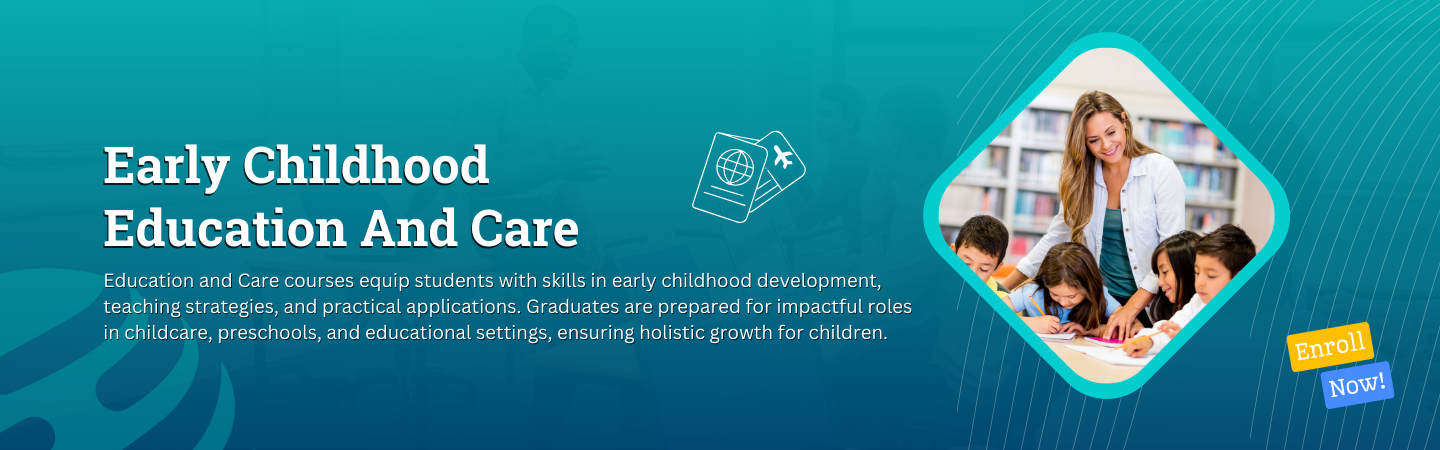 Early Childhood
Education And Care
Education and Care courses equip students with skills in early childhood development,
teaching strategies, and practical applications. Graduates are prepared for impactful roles
in childcare, preschools, and educational settings, ensuring holistic growth for children.
Enroll
Now!